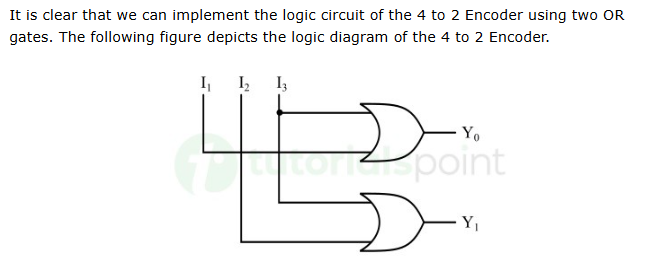 It is clear that we can implement the logic circuit of the 4 to 2 Encoder using two OR
gates. The following figure depicts the logic diagram of the 4 to 2 Encoder.
I₁ I₂ I₃
Y₀
tutorialspoint
Y₁